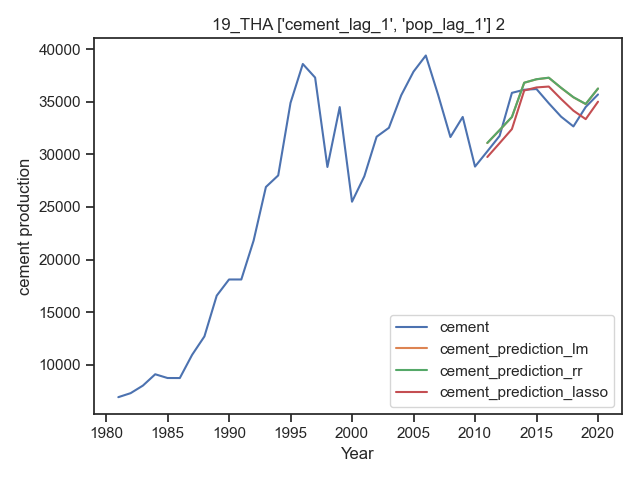 19_THA ['cement_lag_1', 'pop_lag_1'] 2
40000
35000
30000
25000
20000
15000
10000
cement production
cement
cement_prediction_lm
cement_prediction_rr
cement_prediction_lasso
1980 1985 1990 1995 2000 2005 2010 2015 2020
Year